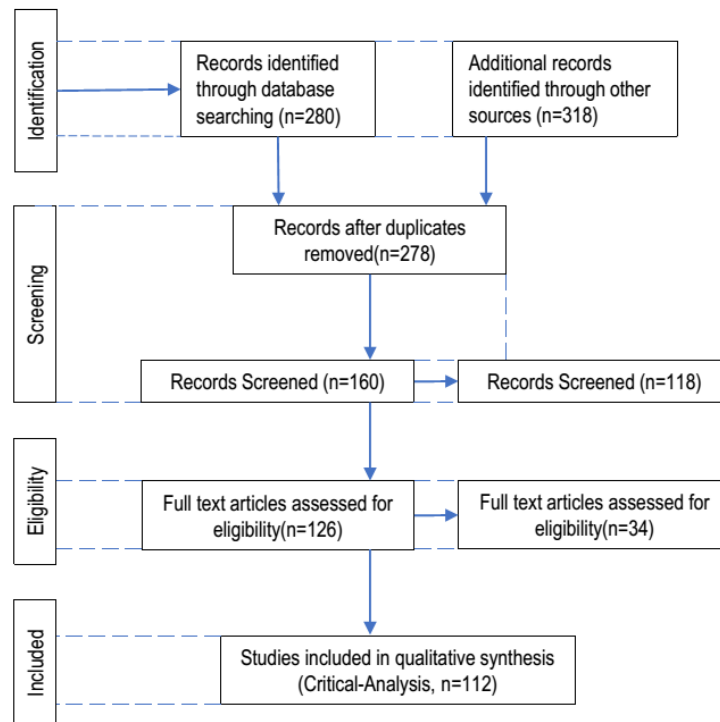 Identification
Records identified
through database
searching (n=280)
Additional records
identified through other
sources (n=318)
Screening
Records after duplicates
removed(n=278)
Records Screened (n=160)
Records Screened (n=118)
Eligibility
Full text articles assessed for
eligibility(n=126)
Full text articles assessed for
eligibility(n=34)
Included
Studies included in qualitative synthesis
(Critical-Analysis, n=112)